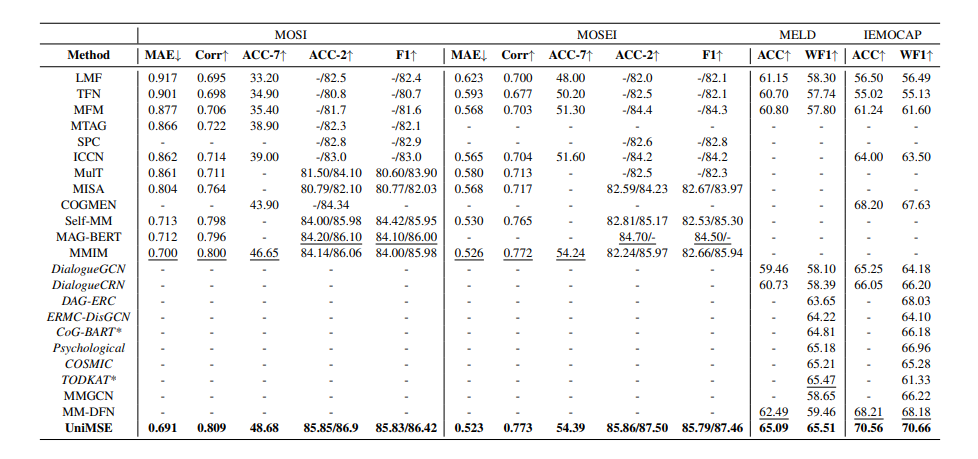 MOSI MOSEI MELD IEMOCAP
Method MAE↓ Corr↑ ACC-7↑ ACC-2↑ F1↑ MAE↓ Corr↑ ACC-7↑ ACC-2↑ F1↑ ACC↑ WF1↑ ACC↑ WF1↑
LMF 0.917 0.695 33.20 -/82.5 -/82.4 0.623 0.700 48.00 -/82.0 -/82.1 61.15 58.30 56.50 56.49
TFN 0.901 0.698 34.90 -/80.8 -/80.7 0.593 0.677 50.20 -/82.5 -/82.1 60.70 57.74 55.02 55.13
MFM 0.877 0.706 35.40 -/81.7 -/81.6 0.568 0.703 51.30 -/84.4 -/84.3 60.80 57.80 61.24 61.60
MTAG 0.866 0.722 38.90 -/82.3 -/82.1 - - - - - - - - -
SPC - - - -/82.8 -/82.9 - - - -/82.6 -/82.8 - - - -
ICCN 0.862 0.714 39.00 -/83.0 -/83.0 0.565 0.704 51.60 -/84.2 -/84.2 - - 64.00 63.50
MulT 0.861 0.711 - 81.50/84.10 80.60/83.90 0.580 0.713 - -/82.5 -/82.3 - - - -
MISA 0.804 0.764 - 80.79/82.10 80.77/82.03 0.568 0.717 - 82.59/84.23 82.67/83.97 - - - -
COGMEN - - 43.90 -/84.34 - - - - - - - - 68.20 67.63
Self-MM 0.713 0.798 - 84.00/85.98 84.42/85.95 0.530 0.765 - 82.81/85.17 82.53/85.30 - - - -
MAG-BERT 0.712 0.796 - 84.20/86.10 84.10/86.00 - - - 84.70/- 84.50/- - - - -
MMIM 0.700 0.800 46.65 84.14/86.06 84.00/85.98 0.526 0.772 54.24 82.24/85.97 82.66/85.94 - - - -
DialogueGCN - - - - - - - - - - 59.46 58.10 65.25 64.18
DialogueCRN - - - - - - - - - - 60.73 58.39 66.05 66.20
DAG-ERC - - - - - - - - - - - 63.65 - 68.03
ERMC-DisGCN - - - - - - - - - - - 64.22 - 64.10
CoG-BART* - - - - - - - - - - - 64.81 - 66.18
Psychological - - - - - - - - - - - 65.18 - 66.96
COSMIC - - - - - - - - - - - 65.21 - 65.28
TODKAT* - - - - - - - - - - - 65.47 - 61.33
MMGCN - - - - - - - - - - - 58.65 - 66.22
MM-DFN - - - - - - - - - - 62.49 59.46 68.21 68.18
UniMSE 0.691 0.809 48.68 85.85/86.9 85.83/86.42 0.523 0.773 54.39 85.86/87.50 85.79/87.46 65.09 65.51 70.56 70.66